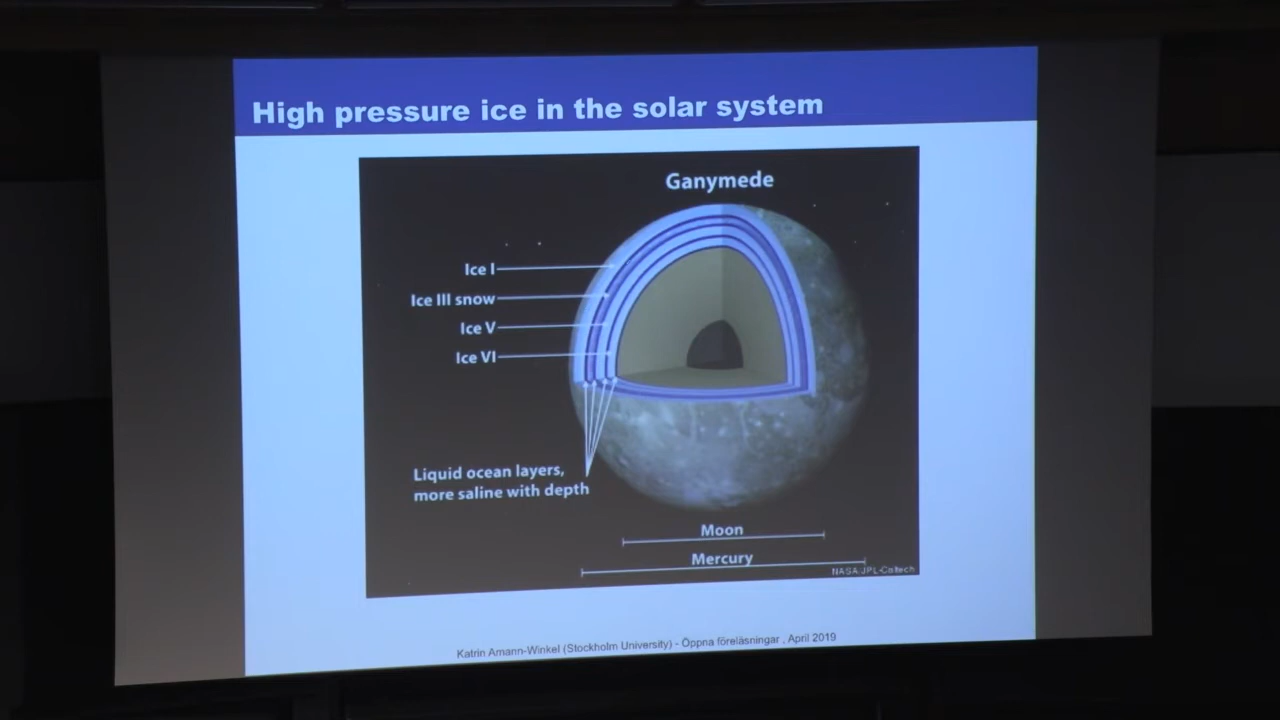 High pressure ice in the solar system
Ganymede
Ice I
Ice III snow
Ice V
Ice VI
Liquid ocean layers,
more saline with depth
Moon
Mercury
NASA JPL-Caltech
Katrin Amann-Winkel (Stockholm University) - Öppna föreläsningar , April 2019